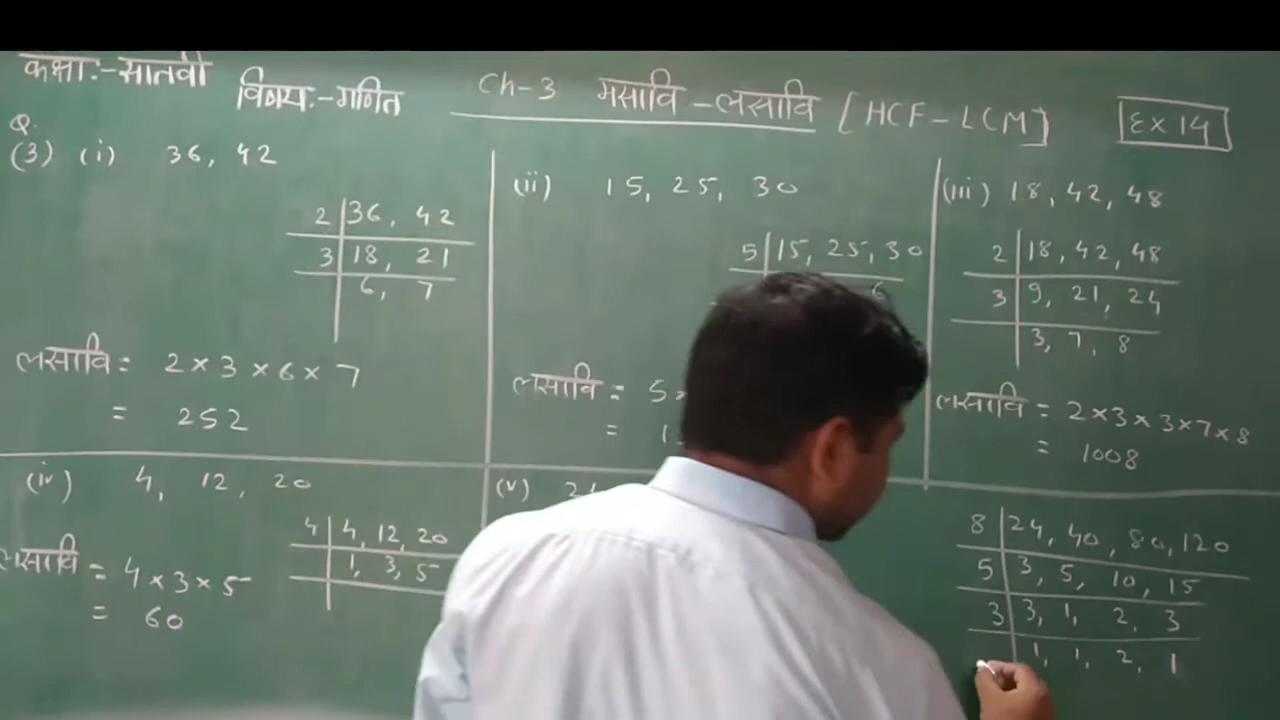 कक्षा:-सातवी
विषय:-गणित
Ch-3 मसावि-लसावि [HCF-LCM]
Ex 14
Q.
(3) (i) 36, 42
2 | 36, 42
3 | 18, 21
6, 7
लसावि = 2×3×6×7
= 252
(ii) 15, 25, 30
5 | 15, 25, 30
6
लसावि = 5
=
(iii) 18, 42, 48
2 | 18, 42, 48
3 | 9, 21, 24
3, 7, 8
लसावि = 2×3×3×7×8
= 1008
(iv) 4, 12, 20
4 | 4, 12, 20
1, 3, 5
लसावि = 4×3×5
= 60
(v)
8 | 24, 40, 80, 120
5 | 3, 5, 10, 15
3 | 3, 1, 2, 3
1, 1, 2, 1